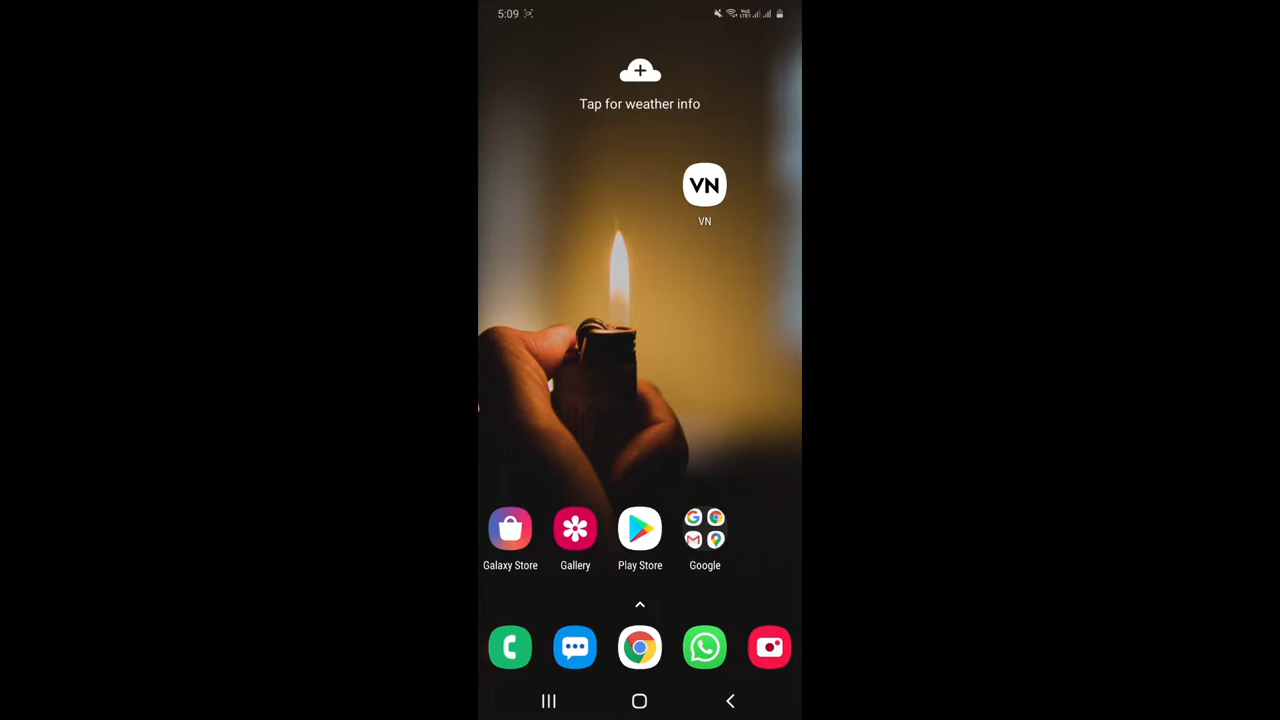 5:09
Tap for weather info
VN
VN
Galaxy Store
Gallery
Play Store
Google